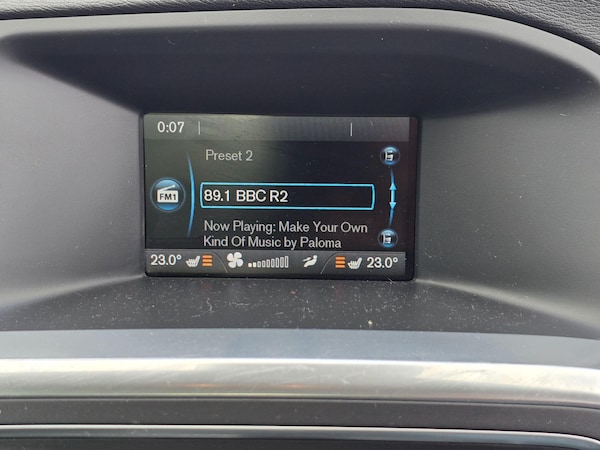 0:07
Preset 2
FM1
89.1 BBC R2
Now Playing: Make Your Own
Kind Of Music by Paloma
23.0° 23.0°